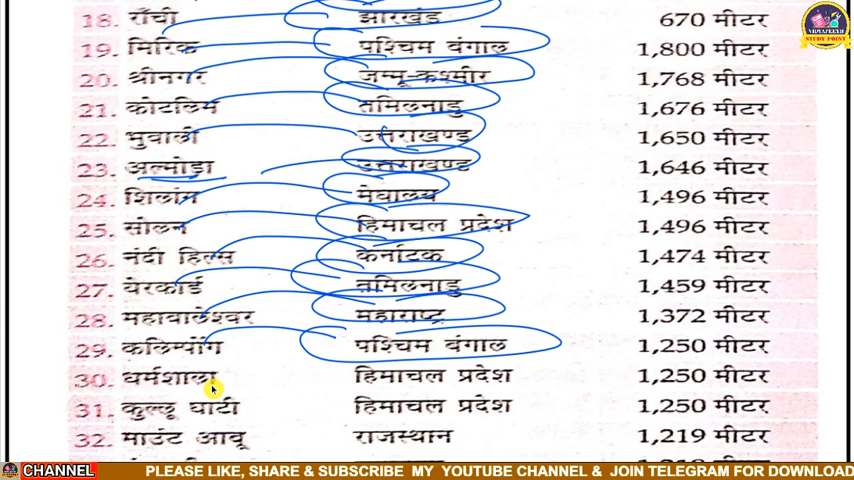 18. राँची झारखंड 670 मीटर
19. मिरिक पश्चिम बंगाल 1,800 मीटर
20. श्रीनगर जम्मू-कश्मीर 1,768 मीटर
21. कोटलिम तमिलनाडु 1,676 मीटर
22. भुवाली उत्तराखण्ड 1,650 मीटर
23. अल्मोड़ा उत्तराखण्ड 1,646 मीटर
24. शिलांग मेघालय 1,496 मीटर
25. सोलन हिमाचल प्रदेश 1,496 मीटर
26. नंदी हिल्स कर्नाटक 1,474 मीटर
27. येरकार्ड तमिलनाडु 1,459 मीटर
28. महाबालेश्वर महाराष्ट्र 1,372 मीटर
29. कलिम्पोंग पश्चिम बंगाल 1,250 मीटर
30. धर्मशाला हिमाचल प्रदेश 1,250 मीटर
31. कुल्लू घाटी हिमाचल प्रदेश 1,250 मीटर
32. माउंट आबू राजस्थान 1,219 मीटर
VIDYAPEETH
STUDY POINT
CHANNEL PLEASE LIKE, SHARE & SUBSCRIBE MY YOUTUBE CHANNEL & JOIN TELEGRAM FOR DOWNLOAD